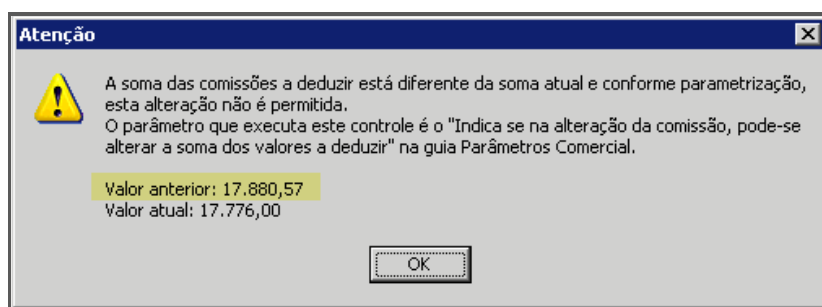 Atenção
A soma das comissões a deduzir está diferente da soma atual e conforme parametrização,
esta alteração não é permitida.
O parâmetro que executa este controle é o "Indica se na alteração da comissão, pode-se
alterar a soma dos valores a deduzir" na guia Parâmetros Comercial.
Valor anterior: 17.880,57
Valor atual: 17.776,00
OK